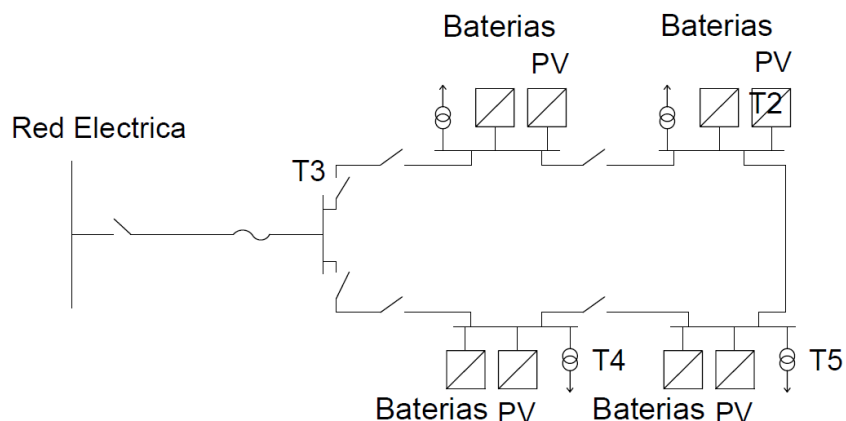 Baterias
Baterias
PV
PV
T2
Red Electrica
T3
T4
T5
Baterias PV
Baterias PV